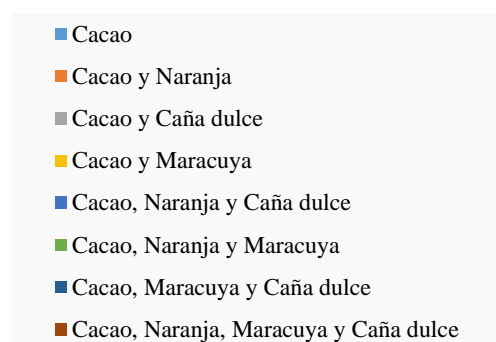 Cacao
Cacao y Naranja
Cacao y Caña dulce
Cacao y Maracuya
Cacao, Naranja y Caña dulce
Cacao, Naranja y Maracuya
Cacao, Maracuya y Caña dulce
Cacao, Naranja, Maracuya y Caña dulce